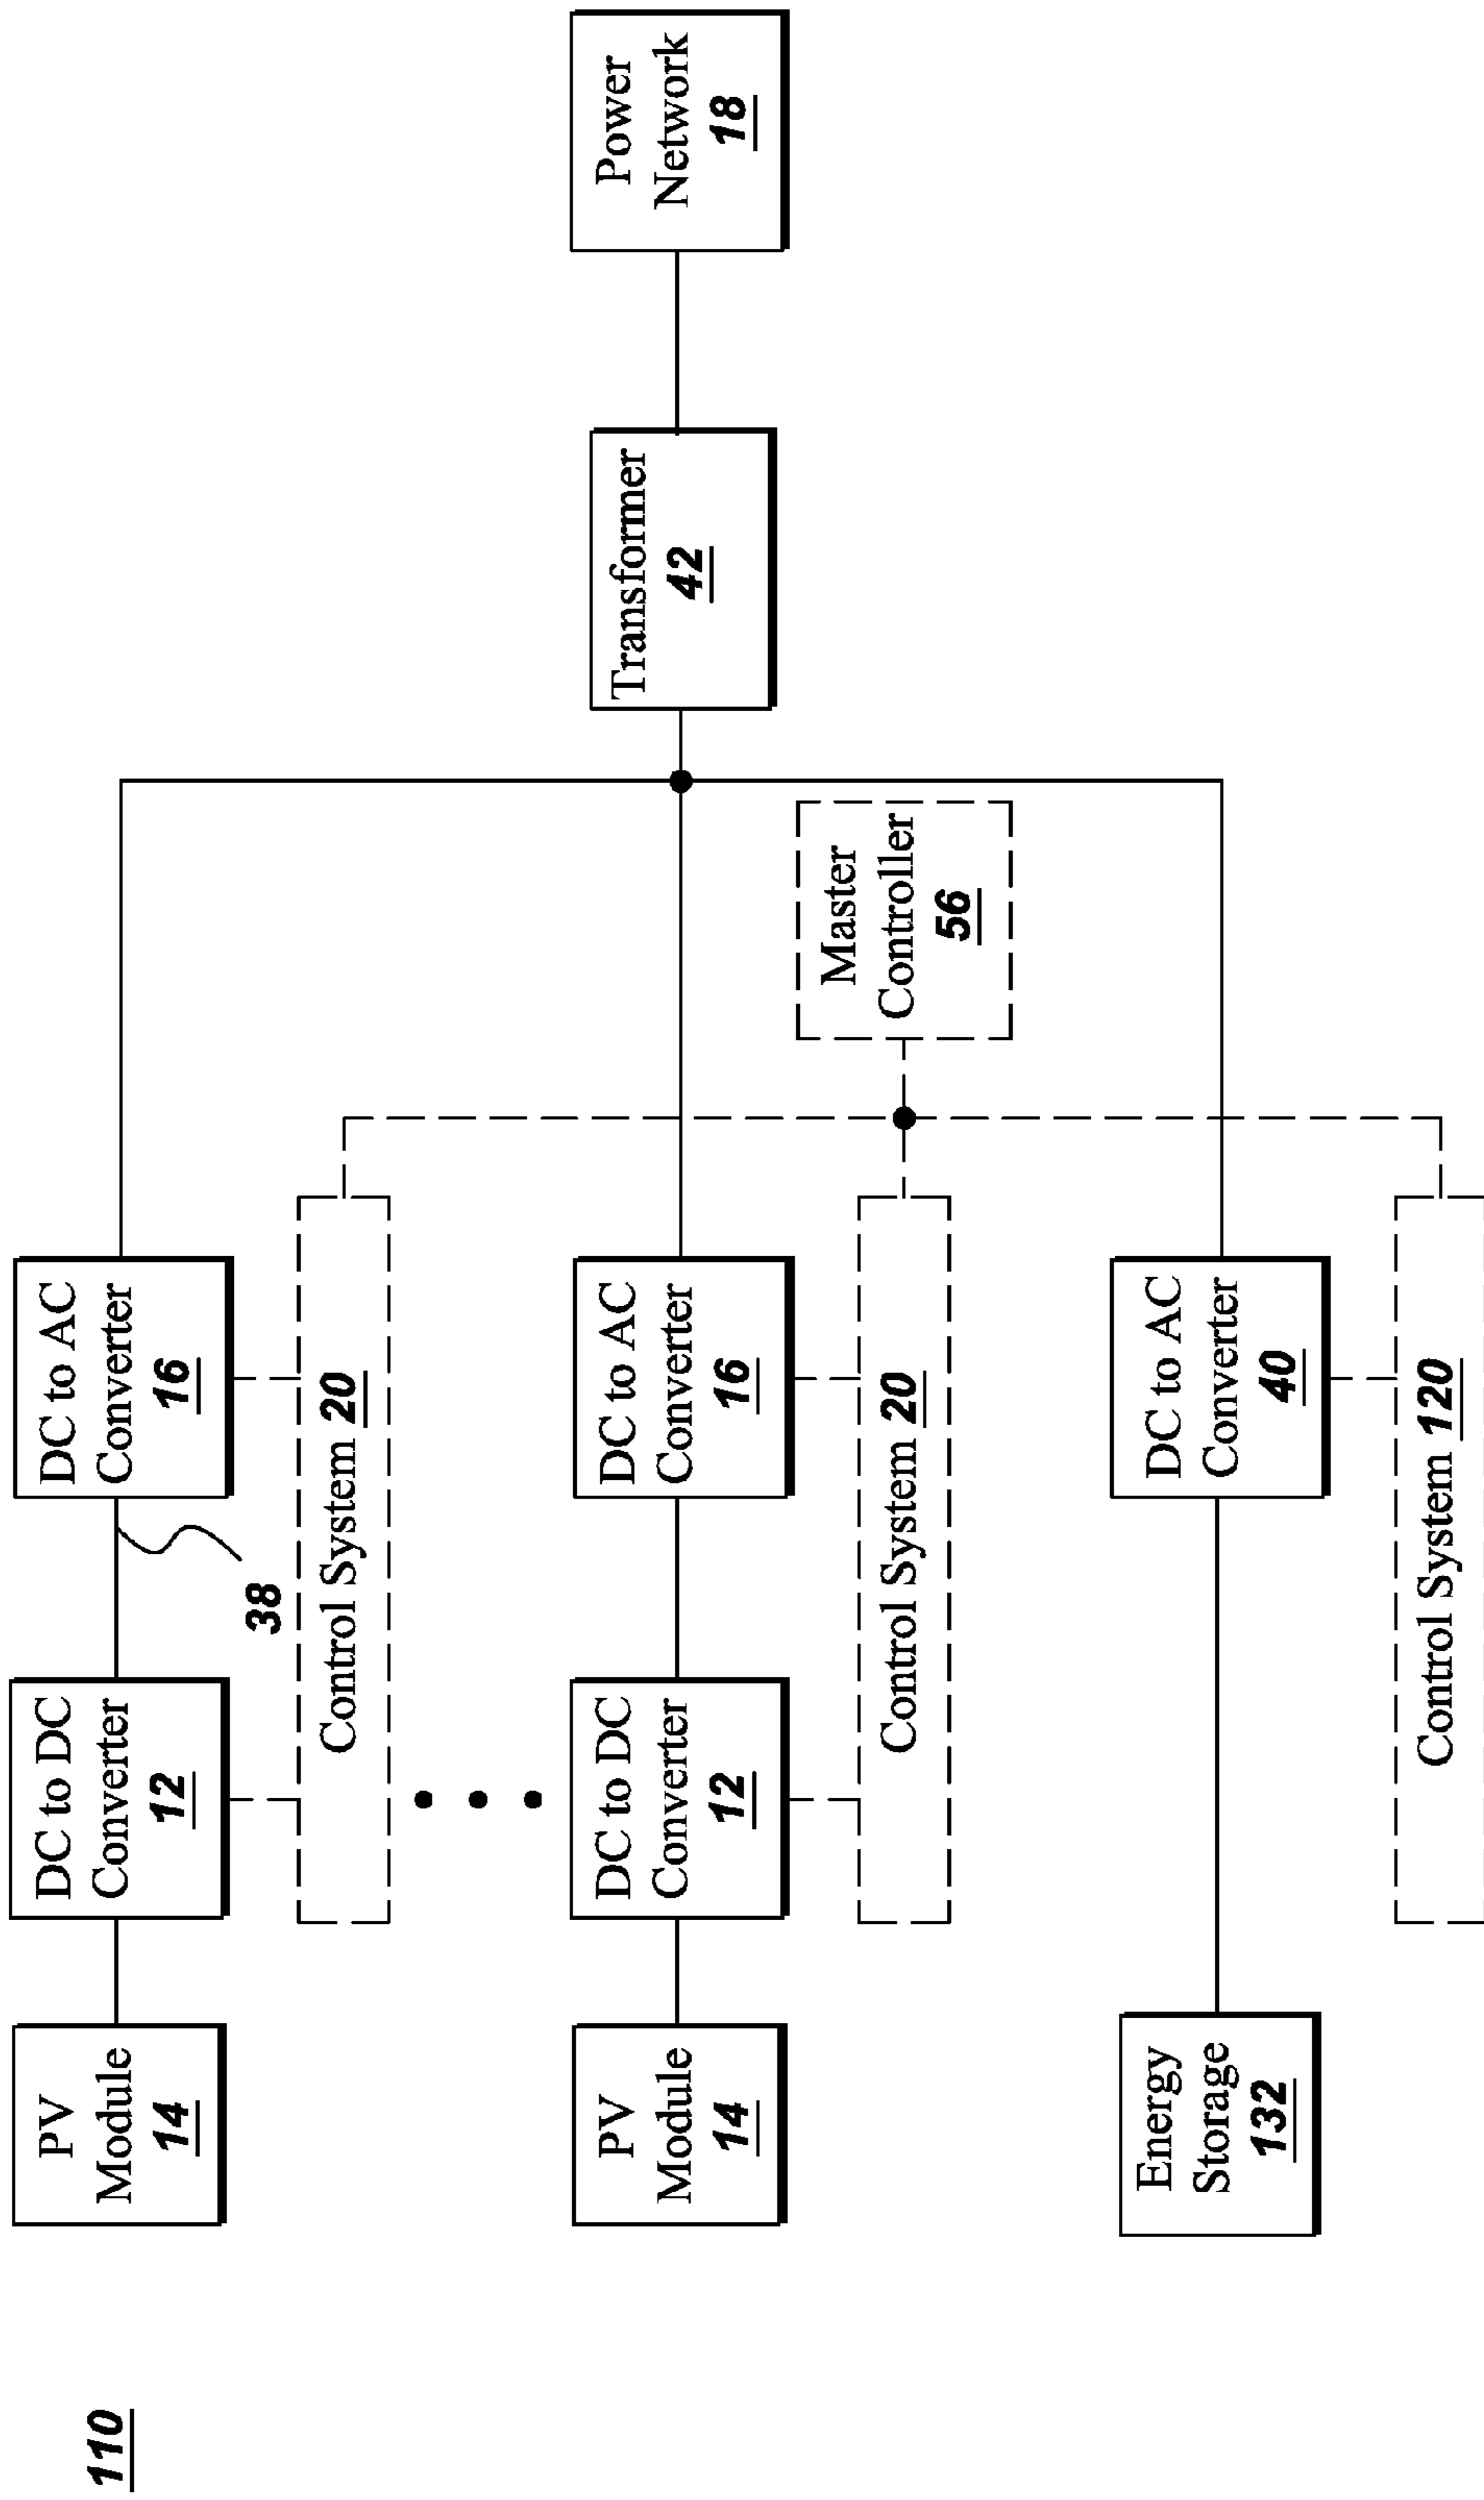 110
PV
Module
14
DC to DC
Converter
12
38
DC to AC
Converter
16
Control System 20
PV
Module
14
DC to DC
Converter
12
DC to AC
Converter
16
Control System 20
Master
Controller
56
Transformer
42
Power
Network
18
Energy
Storage
132
DC to AC
Converter
40
Control System 120